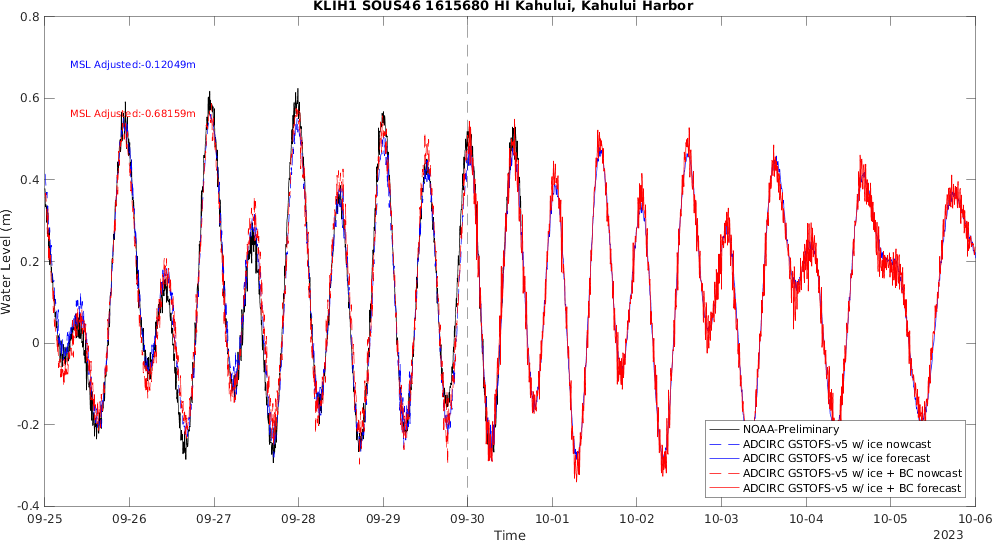 KLIH1 SOUS46 1615680 HI Kahului, Kahului Harbor
0.8
MSL Adjusted:-0.12049m
0.6
MSL Adjusted:-0.68159m
0.4
Water Level (m)
0.2
0
-0.2
NOAA-Preliminary
ADCIRC GSTOFS-v5 w/ ice nowcast
ADCIRC GSTOFS-v5 w/ ice forecast
ADCIRC GSTOFS-v5 w/ ice + BC nowcast
ADCIRC GSTOFS-v5 w/ ice + BC forecast
-0.4
09-25 09-26 09-27 09-28 09-29 09-30 10-01 10-02 10-03 10-04 10-05 10-06
Time
2023